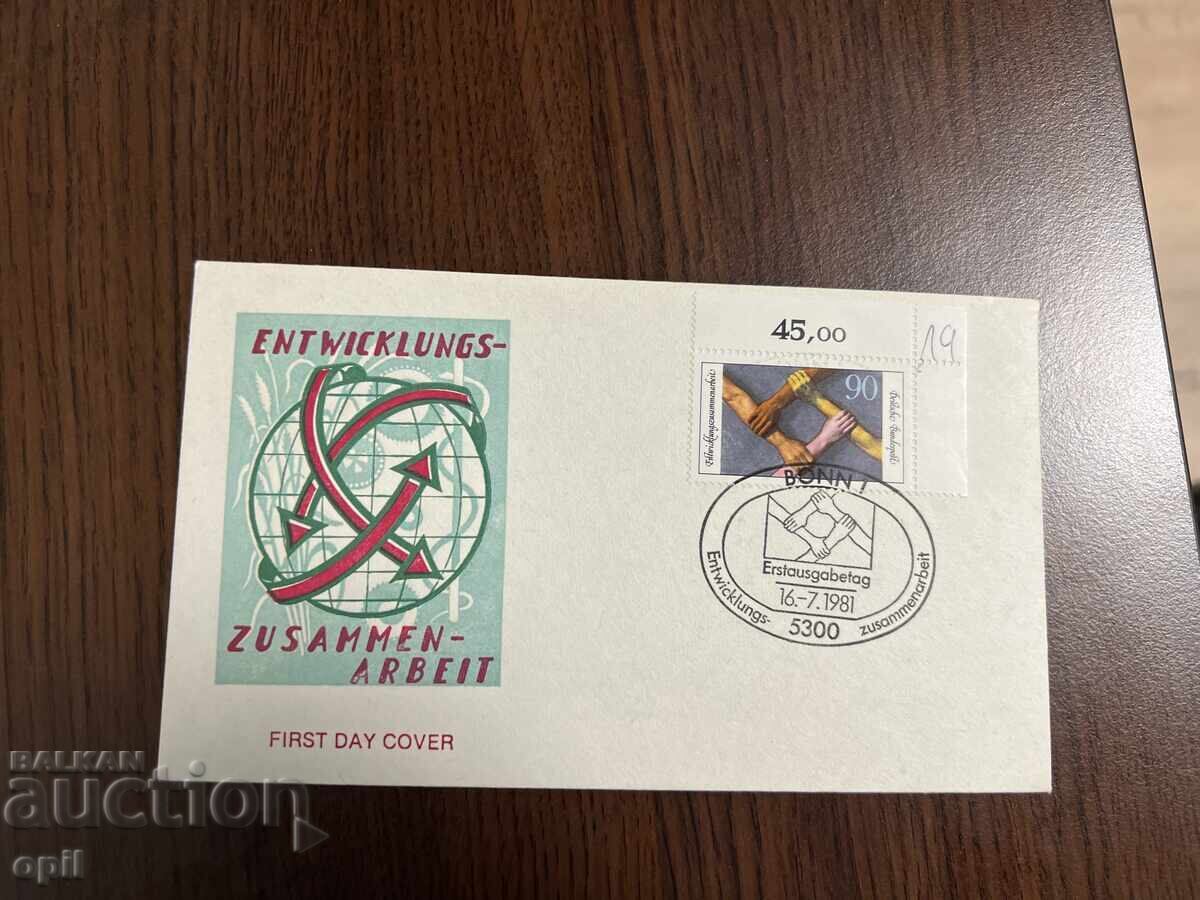 ENTWICKLUNGS-
ZUSAMMEN-
ARBEIT
FIRST DAY COVER
45,00
19
90
Entwicklungszusammenarbeit
Deutsche Bundespost
BONN 1
Erstausgabetag
16.-7.1981
Entwicklungs-
zusammenarbeit
5300
BALKAN
auction
opil